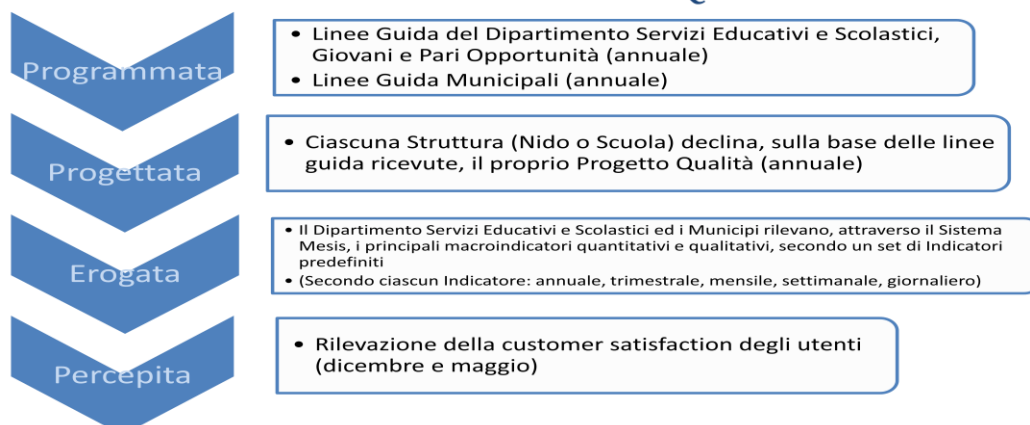 Programmata
• Linee Guida del Dipartimento Servizi Educativi e Scolastici,
Giovani e Pari Opportunità (annuale)
• Linee Guida Municipali (annuale)
Progettata
• Ciascuna Struttura (Nido o Scuola) declina, sulla base delle linee
guida ricevute, il proprio Progetto Qualità (annuale)
Erogata
• Il Dipartimento Servizi Educativi e Scolastici ed i Municipi rilevano, attraverso il Sistema
Mesis, i principali macroindicatori quantitativi e qualitativi, secondo un set di Indicatori
predefiniti
• (Secondo ciascun Indicatore: annuale, trimestrale, mensile, settimanale, giornaliero)
Percepita
• Rilevazione della customer satisfaction degli utenti
(dicembre e maggio)